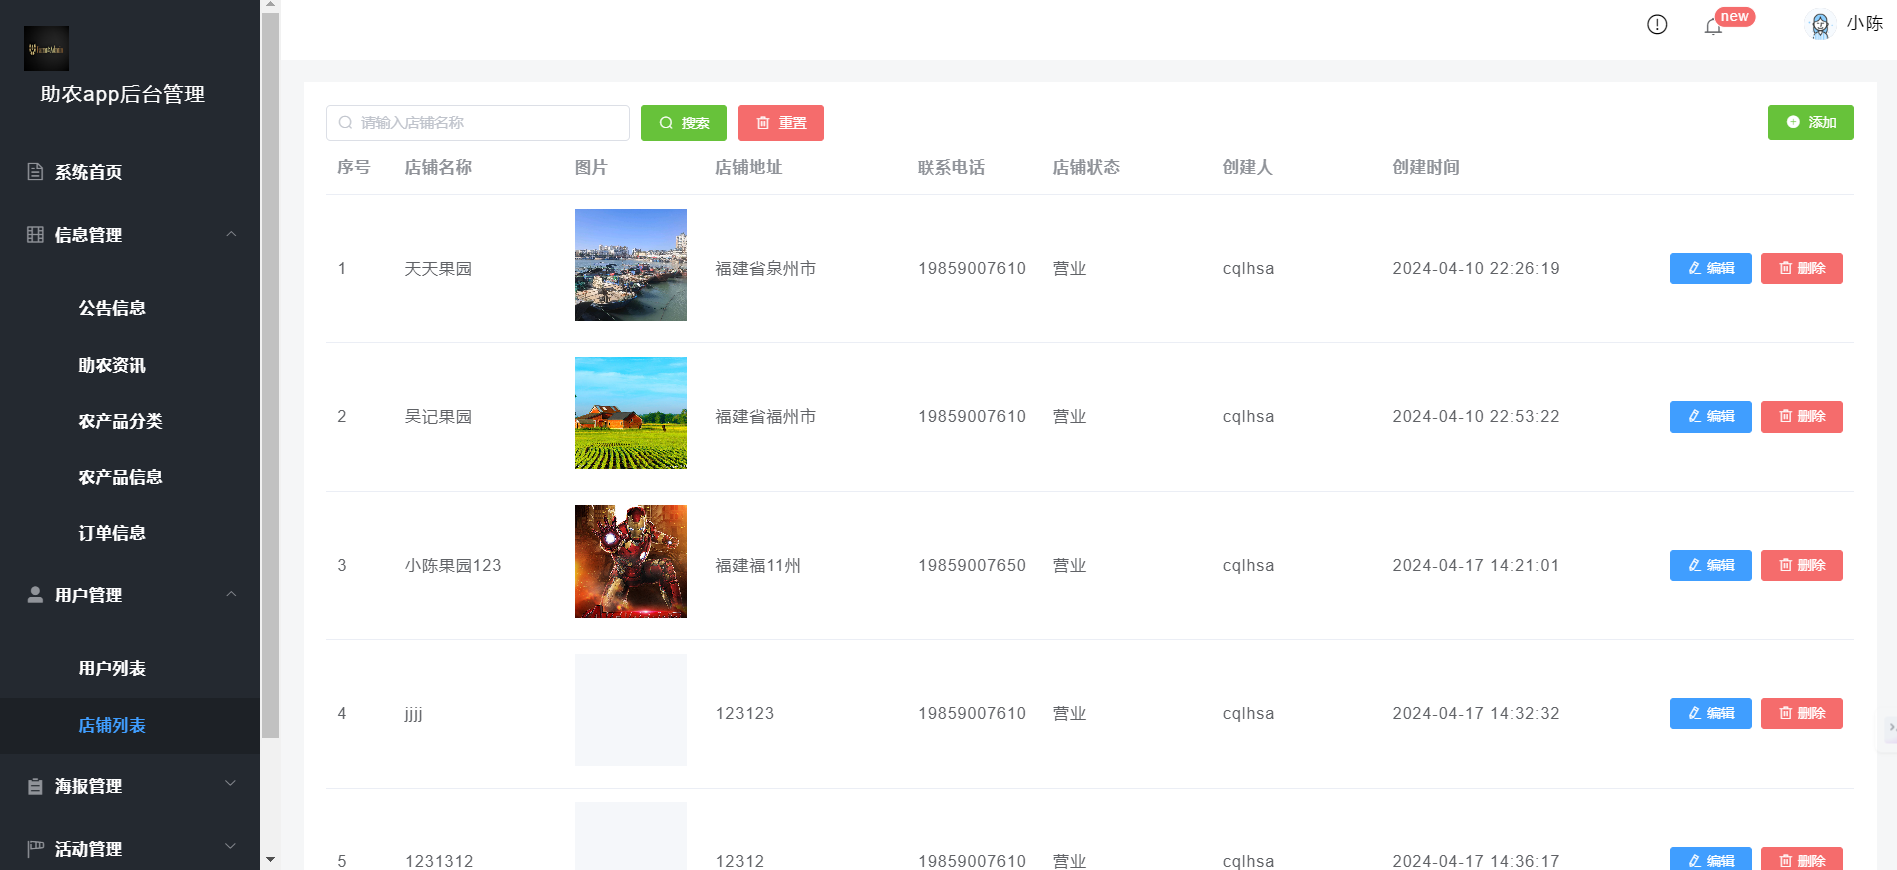 助农app后台管理
系统首页
信息管理
公告信息
助农资讯
农产品分类
农产品信息
订单信息
用户管理
用户列表
店铺列表
海报管理
活动管理
new
小陈
请输入店铺名称 搜索 重置 添加
序号 店铺名称 图片 店铺地址 联系电话 店铺状态 创建人 创建时间
1 天天果园 福建省泉州市 19859007610 营业 cqlhsa 2024-04-10 22:26:19 编辑 删除
2 吴记果园 福建省福州市 19859007610 营业 cqlhsa 2024-04-10 22:53:22 编辑 删除
3 小陈果园123 福建福11州 19859007650 营业 cqlhsa 2024-04-17 14:21:01 编辑 删除
4 jjjj 123123 19859007610 营业 cqlhsa 2024-04-17 14:32:32 编辑 删除
5 1231312 12312 19859007610 营业 cqlhsa 2024-04-17 14:36:17 编辑 删除